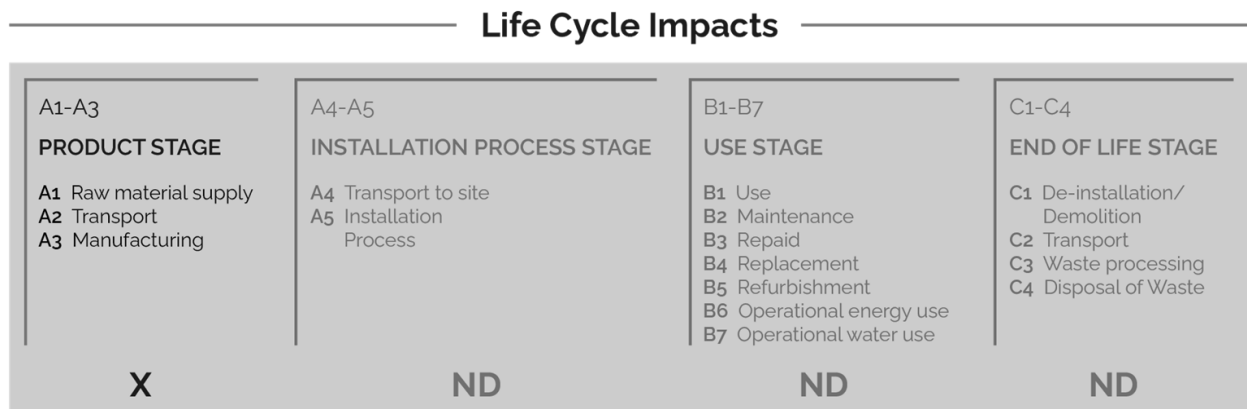 Life Cycle Impacts
A1-A3
PRODUCT STAGE
A1 Raw material supply
A2 Transport
A3 Manufacturing
X
A4-A5
INSTALLATION PROCESS STAGE
A4 Transport to site
A5 Installation
Process
ND
B1-B7
USE STAGE
B1 Use
B2 Maintenance
B3 Repaid
B4 Replacement
B5 Refurbishment
B6 Operational energy use
B7 Operational water use
ND
C1-C4
END OF LIFE STAGE
C1 De-installation/
Demolition
C2 Transport
C3 Waste processing
C4 Disposal of Waste
ND